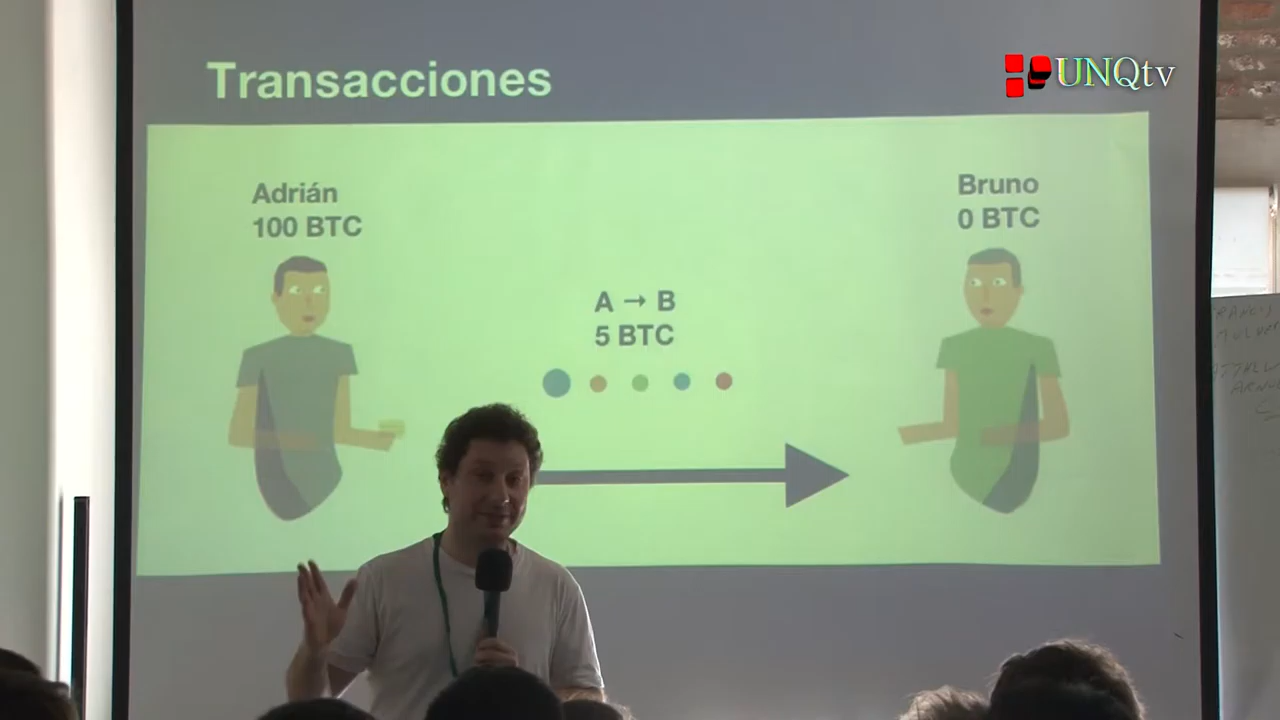 Transacciones
UNQtv
Adrián
100 BTC
Bruno
0 BTC
A → B
5 BTC